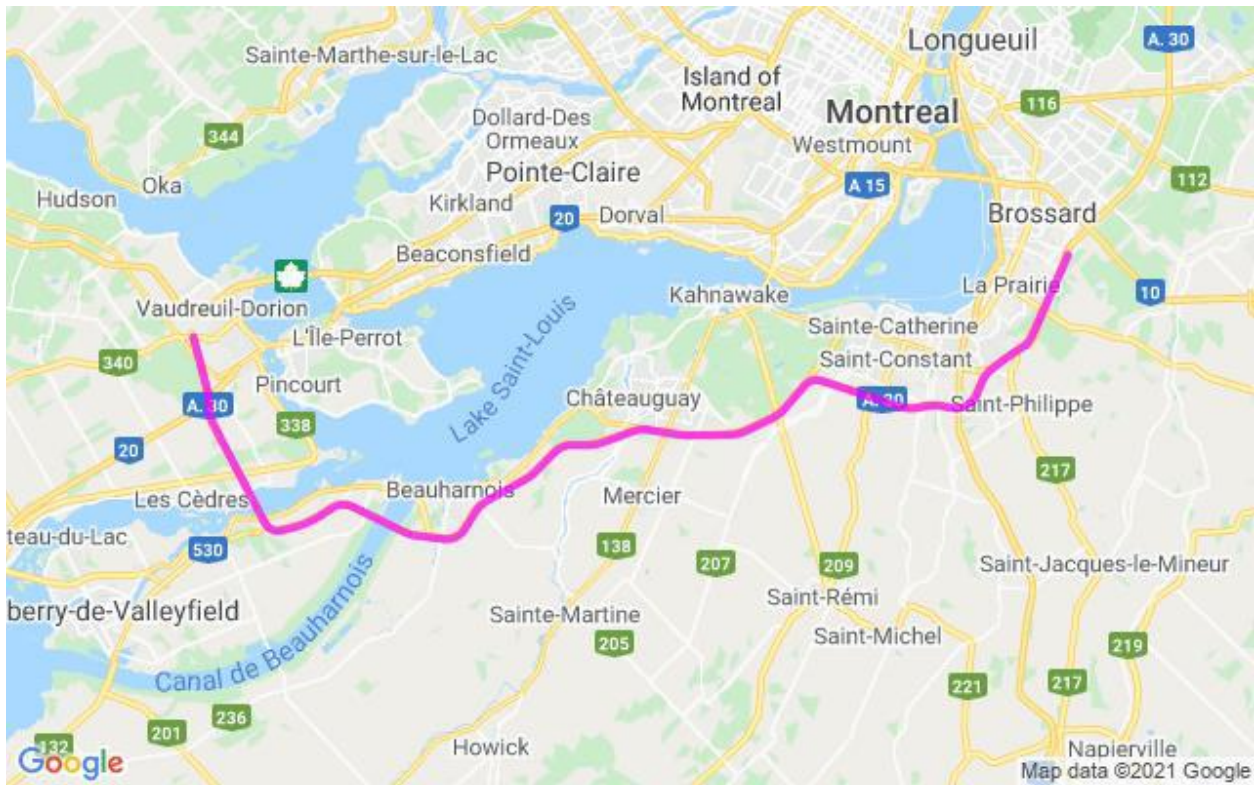 Sainte-Marthe-sur-le-Lac
Longueuil
A. 30
Island of
Montreal
Montreal
116
344
Dollard-Des
Ormeaux
Westmount
Pointe-Claire
A 15
112
Oka
Hudson
Kirkland
20
Dorval
Brossard
Beaconsfield
Vaudreuil-Dorion
Kahnawake
La Prairie
10
L'Île-Perrot
Lake Saint-Louis
Sainte-Catherine
340
Saint-Constant
Pincourt
A. 30
338
Châteauguay
A. 30
Saint-Philippe
20
217
Les Cèdres
Beauharnois
Mercier
teau-du-Lac
530
138
207
209
Saint-Jacques-le-Mineur
berry-de-Valleyfield
Sainte-Martine
Saint-Rémi
205
Saint-Michel
219
Canal de Beauharnois
221
217
236
201
132
Howick
Napierville
Google
Map data ©2021 Google